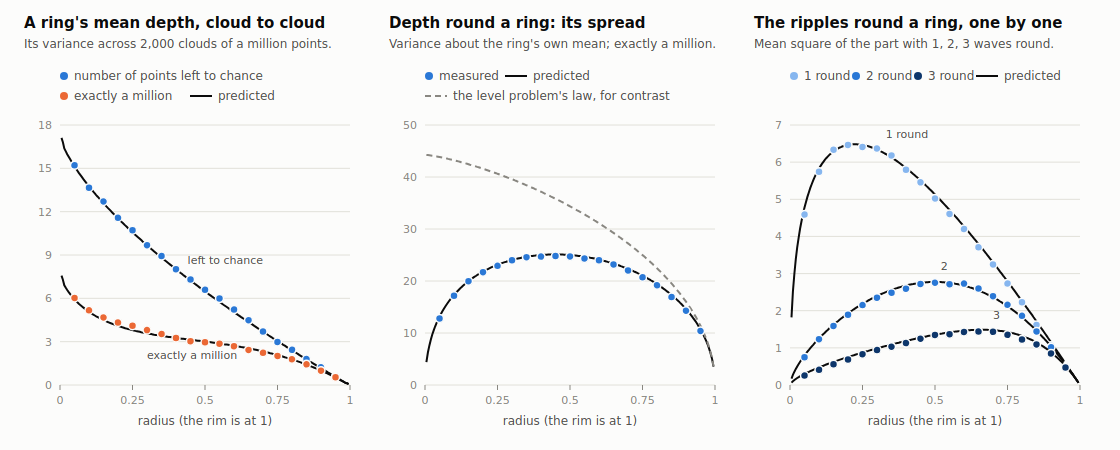 A ring's mean depth, cloud to cloud
Its variance across 2,000 clouds of a million points.
number of points left to chance
exactly a million
predicted
18
15
12
9
6
3
0
left to chance
exactly a million
0
0.25
0.5
0.75
1
radius (the rim is at 1)
Depth round a ring: its spread
Variance about the ring's own mean; exactly a million.
measured
predicted
the level problem's law, for contrast
50
40
30
20
10
0
0
0.25
0.5
0.75
1
radius (the rim is at 1)
The ripples round a ring, one by one
Mean square of the part with 1, 2, 3 waves round.
1 round
2 round
3 round
predicted
7
6
5
4
3
2
1
0
1 round
2
3
0
0.25
0.5
0.75
1
radius (the rim is at 1)